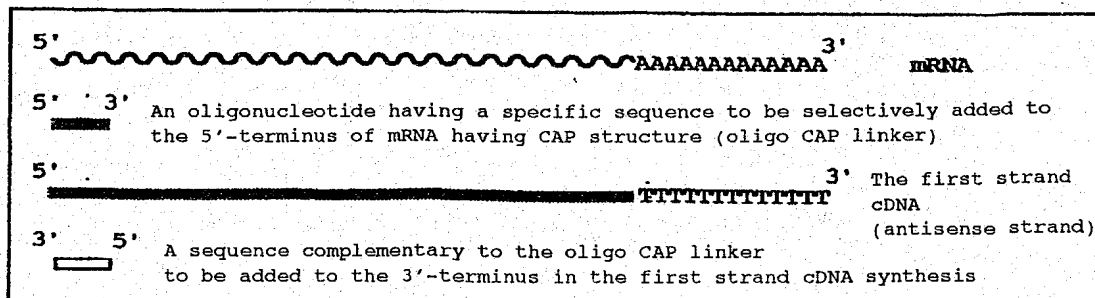 5' 3'
AAAAAAAAAAAAA mRNA
5' 3' An oligonucleotide having a specific sequence to be selectively added to
the 5'-terminus of mRNA having CAP structure (oligo CAP linker)
5' 3' The first strand
TTTTTTTTTTTTT cDNA
(antisense strand)
3' 5' A sequence complementary to the oligo CAP linker
to be added to the 3'-terminus in the first strand cDNA synthesis